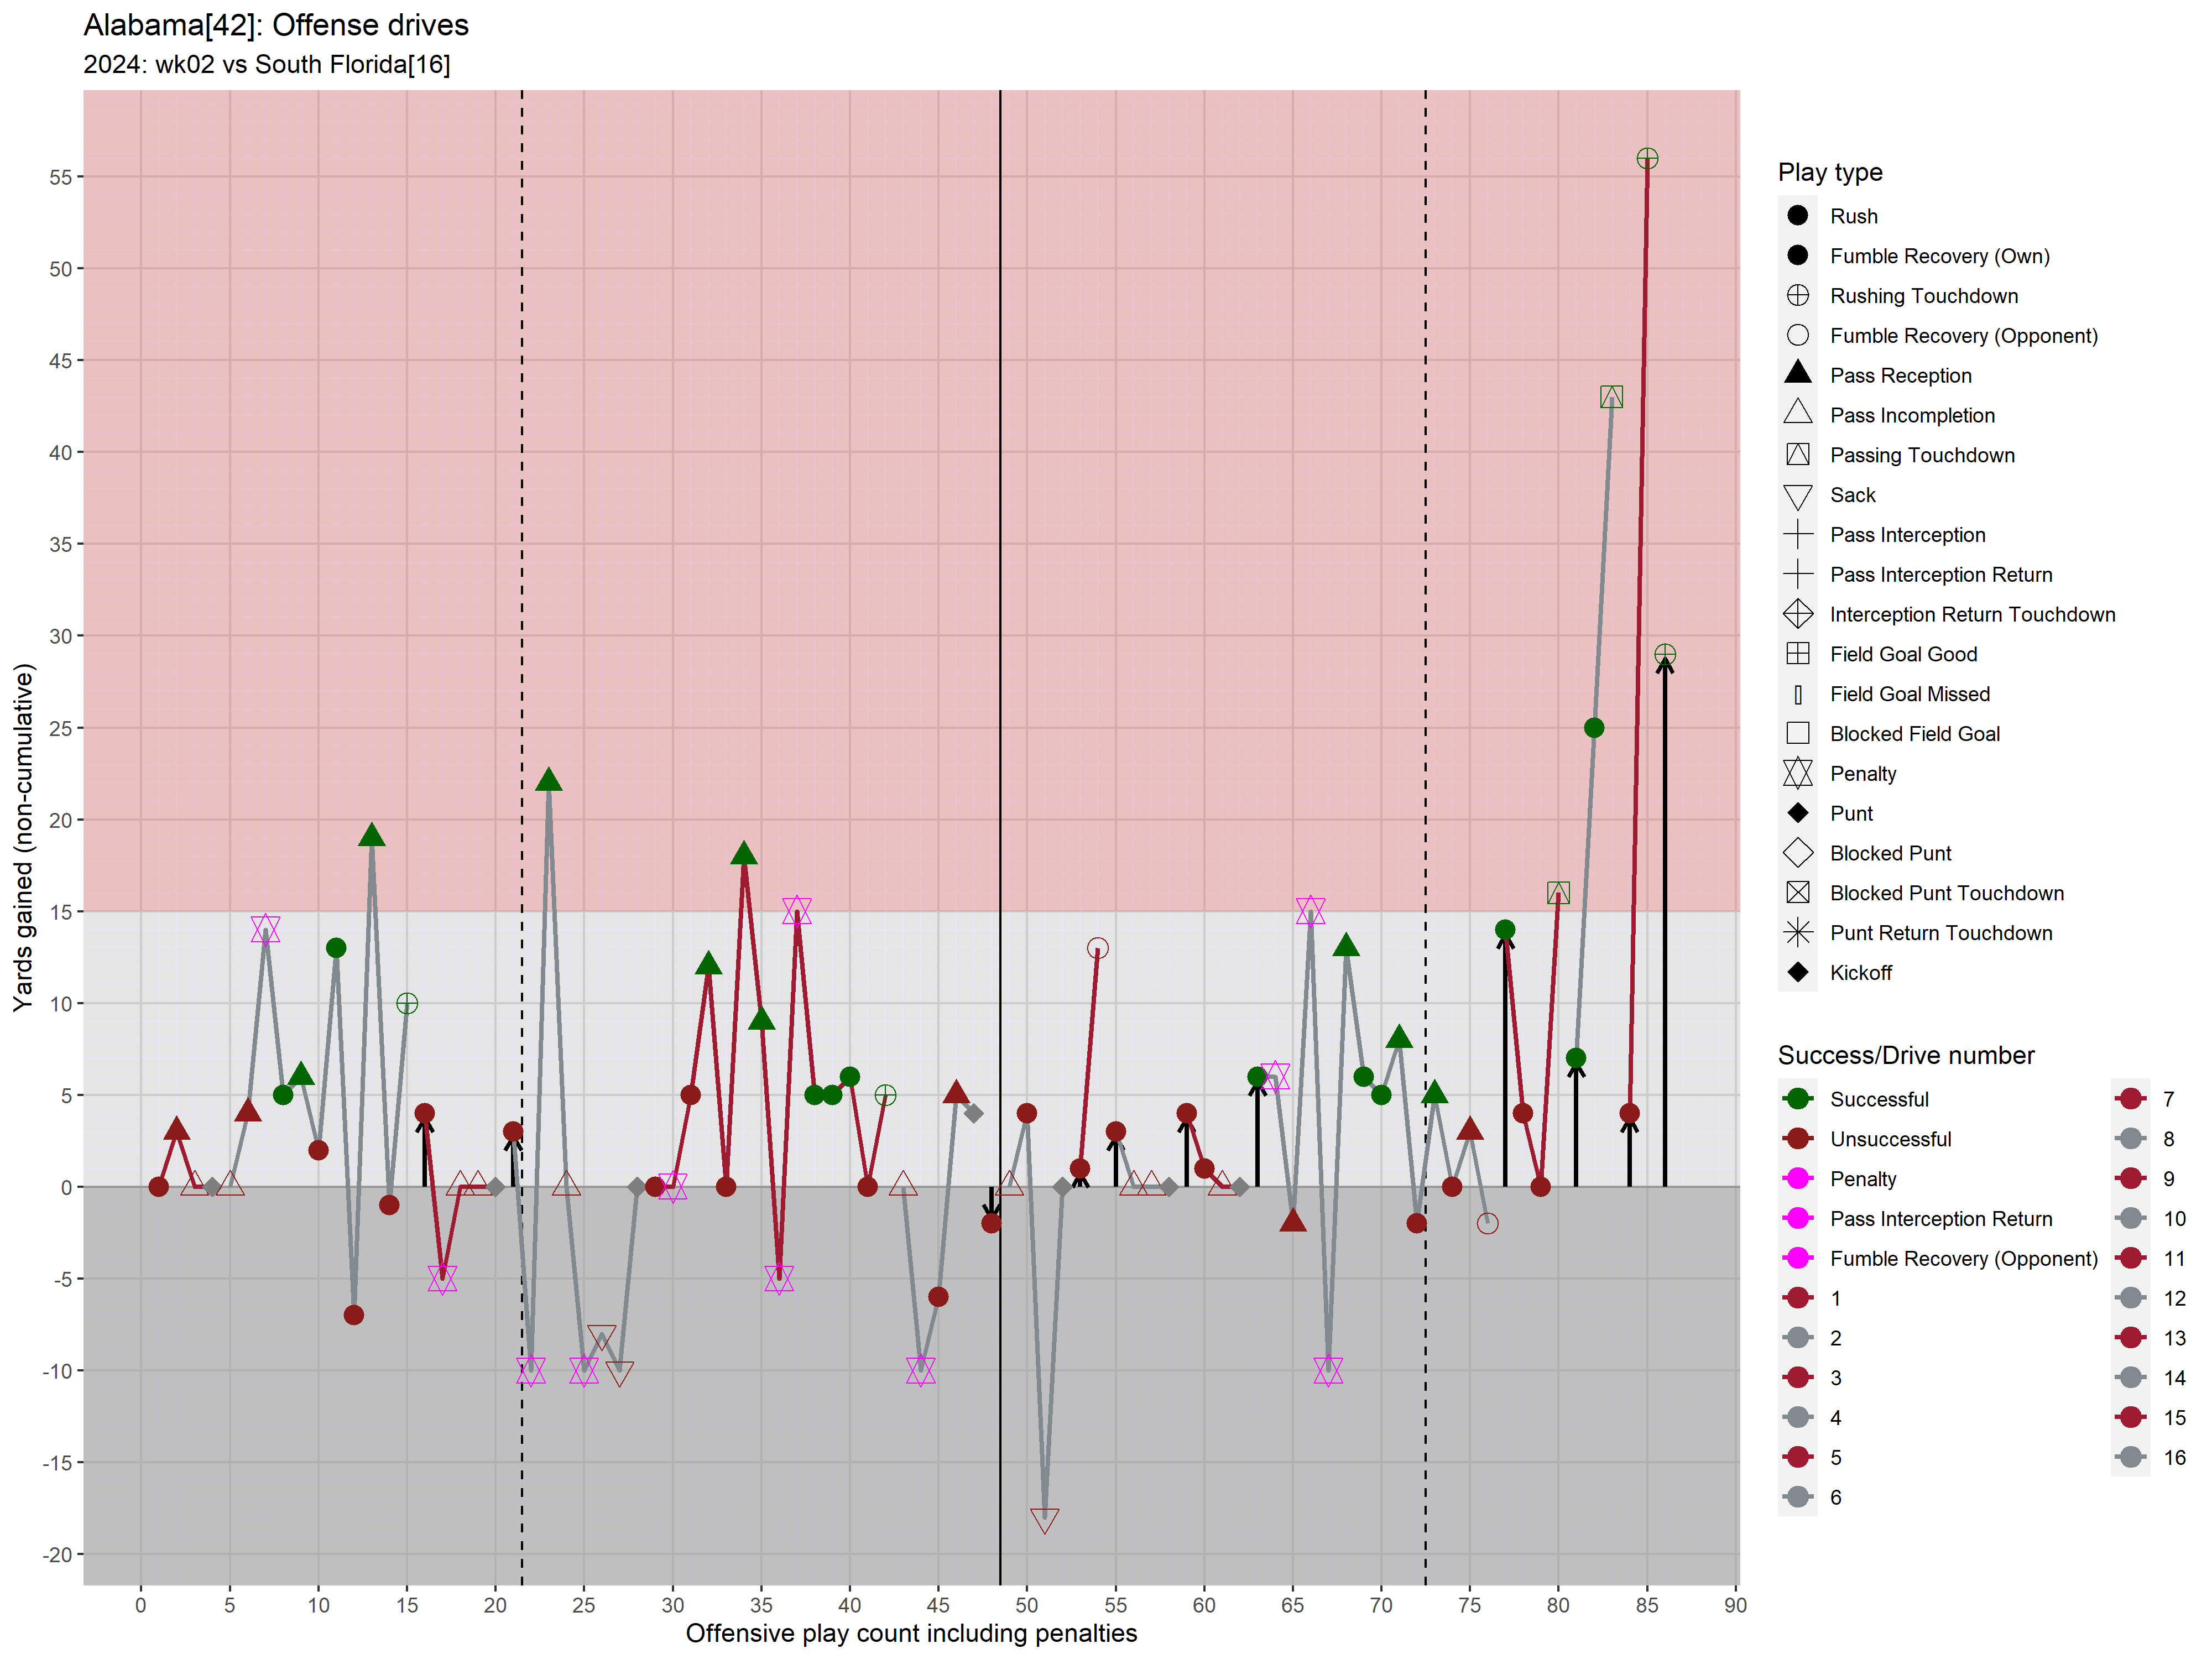 Alabama[42]: Offense drives
2024: wk02 vs South Florida[16]
Yards gained (non-cumulative)
55
50
45
40
35
30
25
20
15
10
5
0
-5
-10
-15
-20
0 5 10 15 20 25 30 35 40 45 50 55 60 65 70 75 80 85 90
Offensive play count including penalties
Play type
Rush
Fumble Recovery (Own)
Rushing Touchdown
Fumble Recovery (Opponent)
Pass Reception
Pass Incompletion
Passing Touchdown
Sack
Pass Interception
Pass Interception Return
Interception Return Touchdown
Field Goal Good
Field Goal Missed
Blocked Field Goal
Penalty
Punt
Blocked Punt
Blocked Punt Touchdown
Punt Return Touchdown
Kickoff
Success/Drive number
Successful
Unsuccessful
Penalty
Pass Interception Return
Fumble Recovery (Opponent)
1
2
3
4
5
6
7
8
9
10
11
12
13
14
15
16